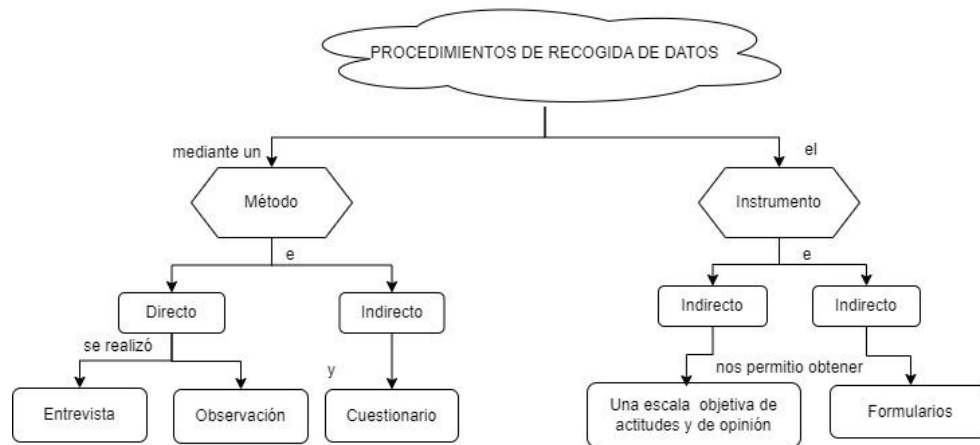 PROCEDIMIENTOS DE RECOGIDA DE DATOS
mediante un
el
Método
Instrumento
e
e
Directo
Indirecto
Indirecto
Indirecto
se realizó
y
nos permitio obtener
Entrevista
Observación
Cuestionario
Una escala objetiva de
actitudes y de opinión
Formularios